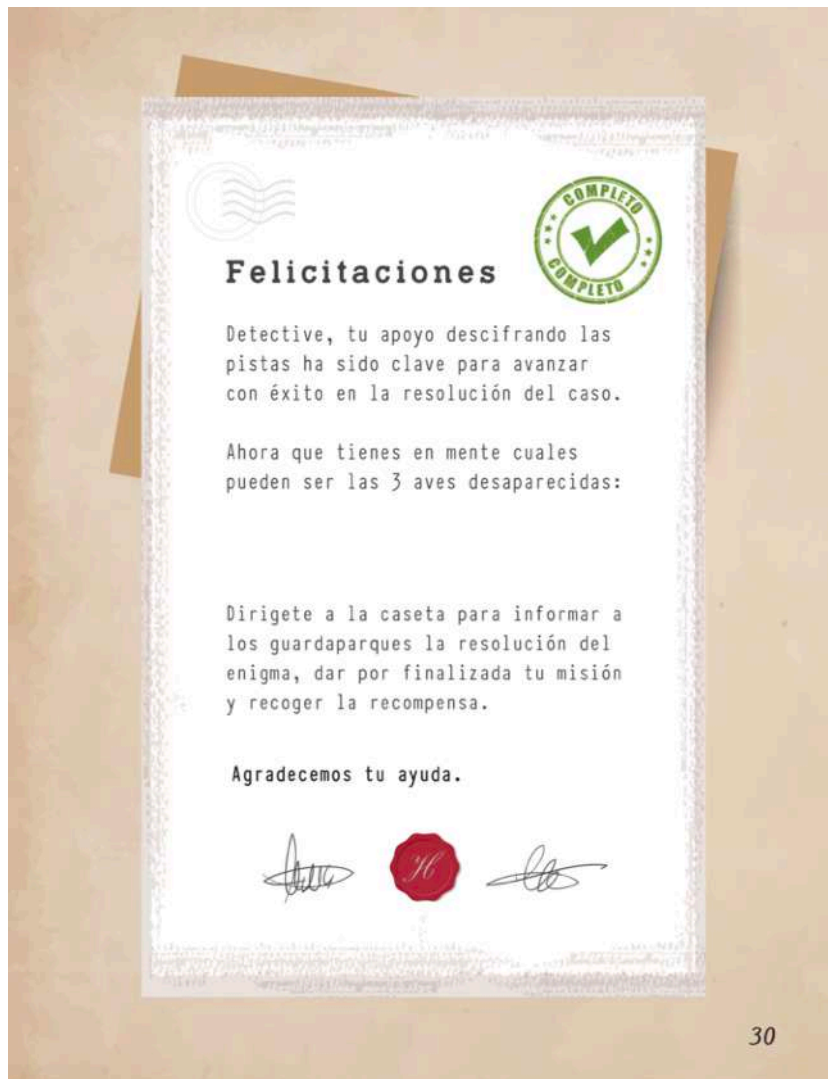 COMPLETO
COMPLETO
Felicitaciones
Detective, tu apoyo descifrando las
pistas ha sido clave para avanzar
con éxito en la resolución del caso.
Ahora que tienes en mente cuales
pueden ser las 3 aves desaparecidas:
Dirigete a la caseta para informar a
los guardaparques la resolución del
enigma, dar por finalizada tu misión
y recoger la recompensa.
Agradecemos tu ayuda.
H
30